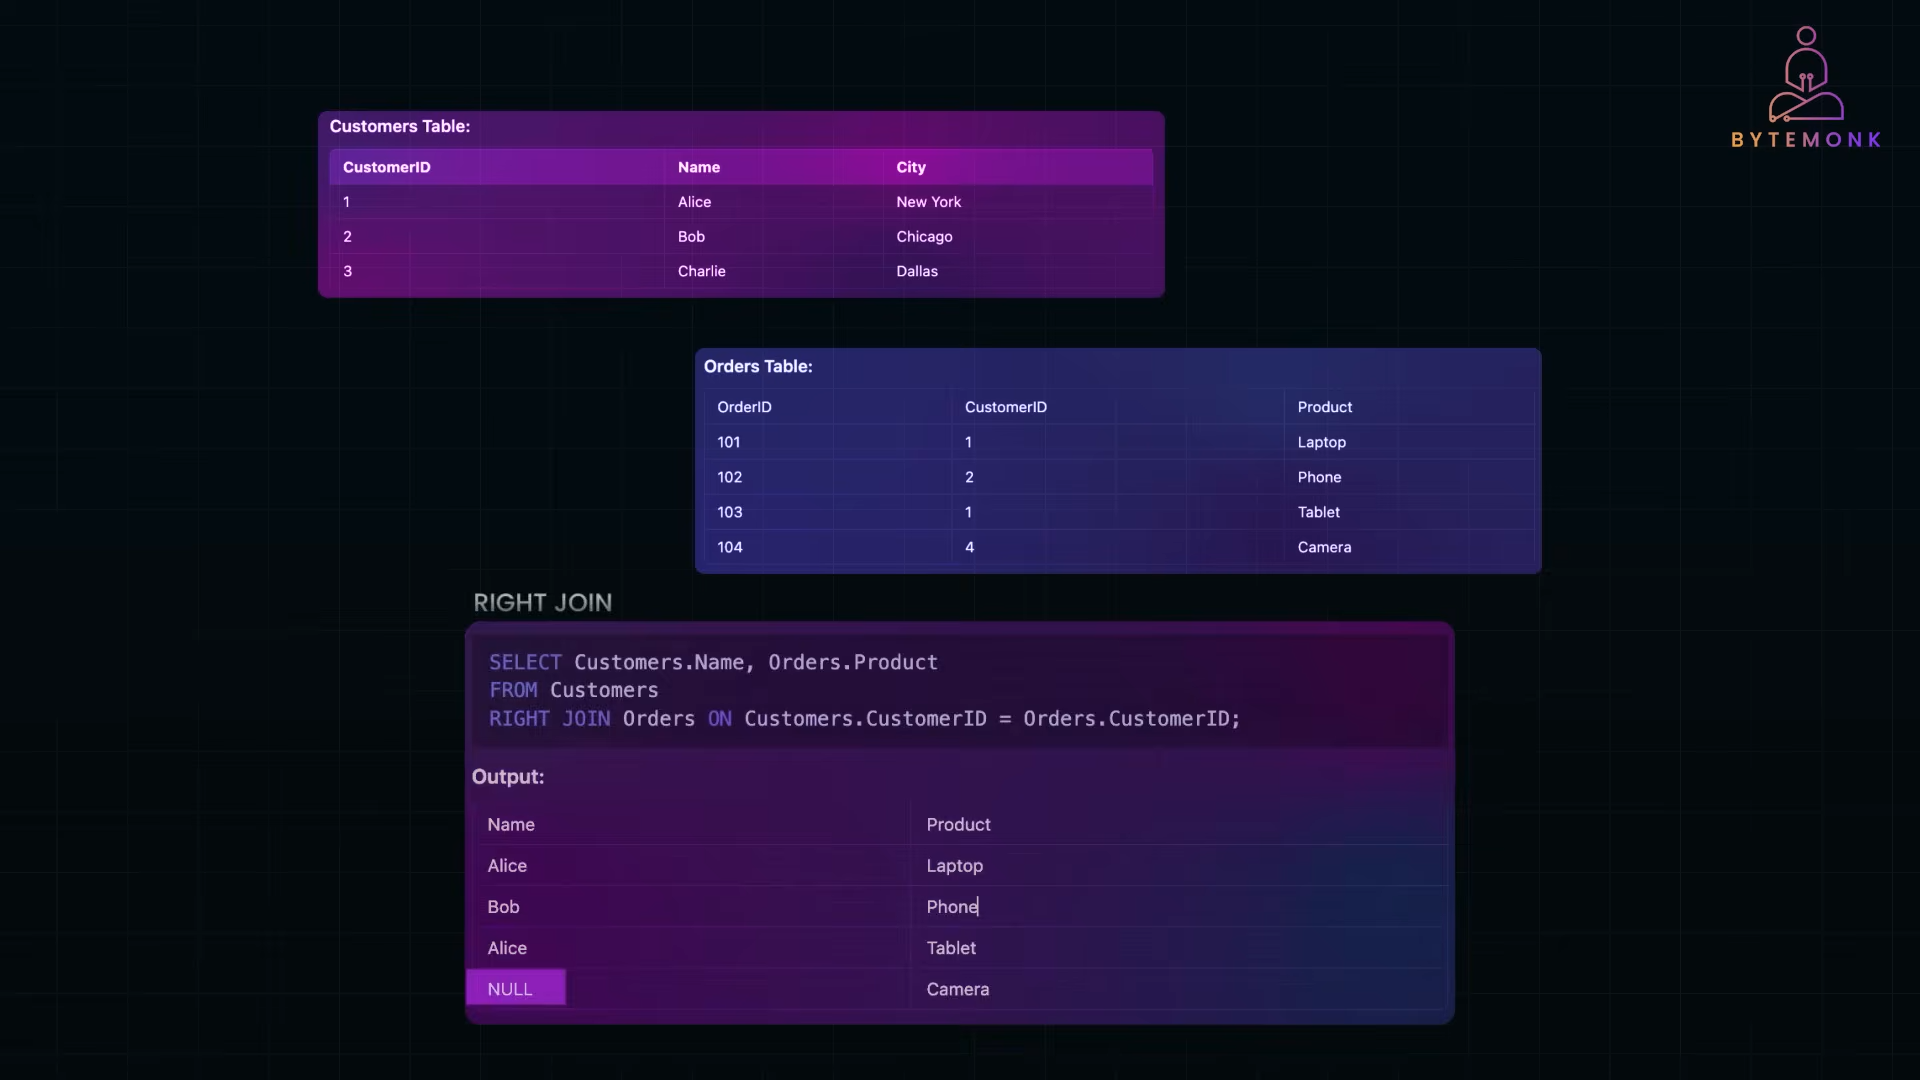 BYTEMONK
Customers Table:
CustomerID Name City
1 Alice New York
2 Bob Chicago
3 Charlie Dallas
Orders Table:
OrderID CustomerID Product
101 1 Laptop
102 2 Phone
103 1 Tablet
104 4 Camera
RIGHT JOIN
SELECT Customers.Name, Orders.Product
FROM Customers
RIGHT JOIN Orders ON Customers.CustomerID = Orders.CustomerID;
Output:
Name Product
Alice Laptop
Bob Phone
Alice Tablet
NULL Camera